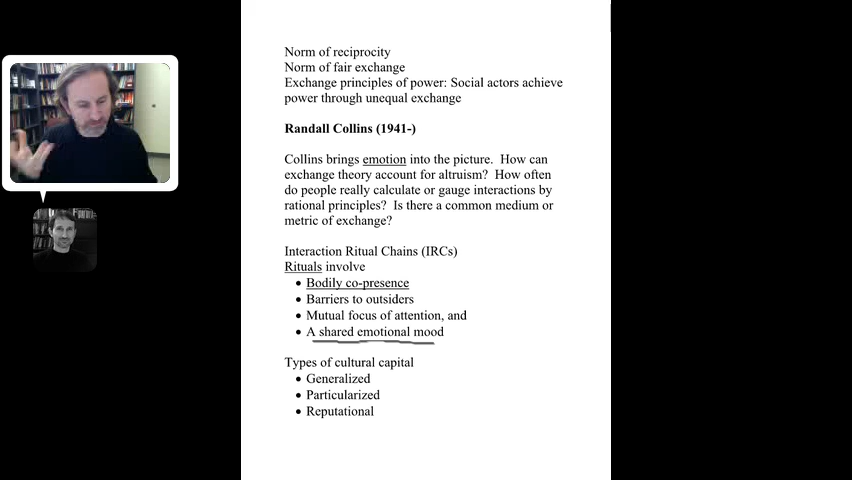 Norm of reciprocity
Norm of fair exchange
Exchange principles of power: Social actors achieve
power through unequal exchange
Randall Collins (1941-)
Collins brings emotion into the picture. How can
exchange theory account for altruism? How often
do people really calculate or gauge interactions by
rational principles? Is there a common medium or
metric of exchange?
Interaction Ritual Chains (IRCs)
Rituals involve
• Bodily co-presence
• Barriers to outsiders
• Mutual focus of attention, and
• A shared emotional mood
Types of cultural capital
• Generalized
• Particularized
• Reputational